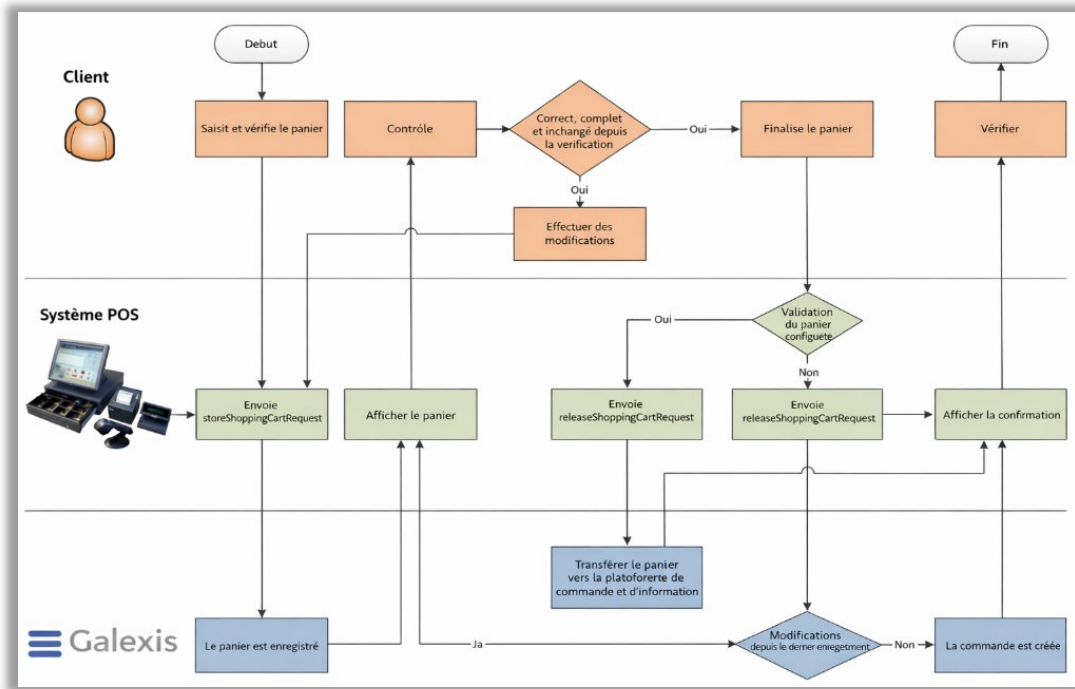 Debut
Fin
Client
Saisit et vérifie le panier
Contróle
Correct, complet
et inchangé depuis
la verification
Oui
Finalise le panier
Vérifier
Oui
Effectuer des
modifications
Système POS
Validation
du panier
configueté
Oui
Non
Envoie
storeShoppingCartRequest
Afficher le panier
Envoie
releaseShoppingCartRequest
Envoie
releaseShoppingCartRequest
Afficher la confirmation
Transférer le panier
vers la platoforerte de
commande et d'information
Galexis
Le panier est enregistré
Ja
Modifications
depuis le demer enregetment
Non
La commande est créée